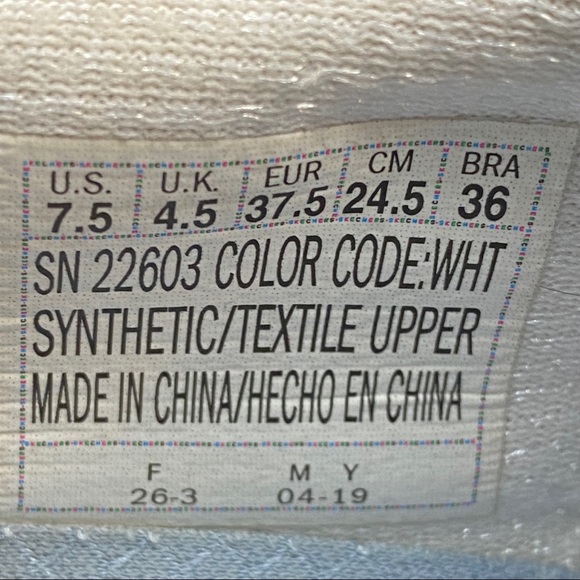 U.S. U.K. EUR CM BRA
7.5 4.5 37.5 24.5 36
SN 22603 COLOR CODE:WHT
SYNTHETIC/TEXTILE UPPER
MADE IN CHINA/HECHO EN CHINA
F M Y
26-3 04-19